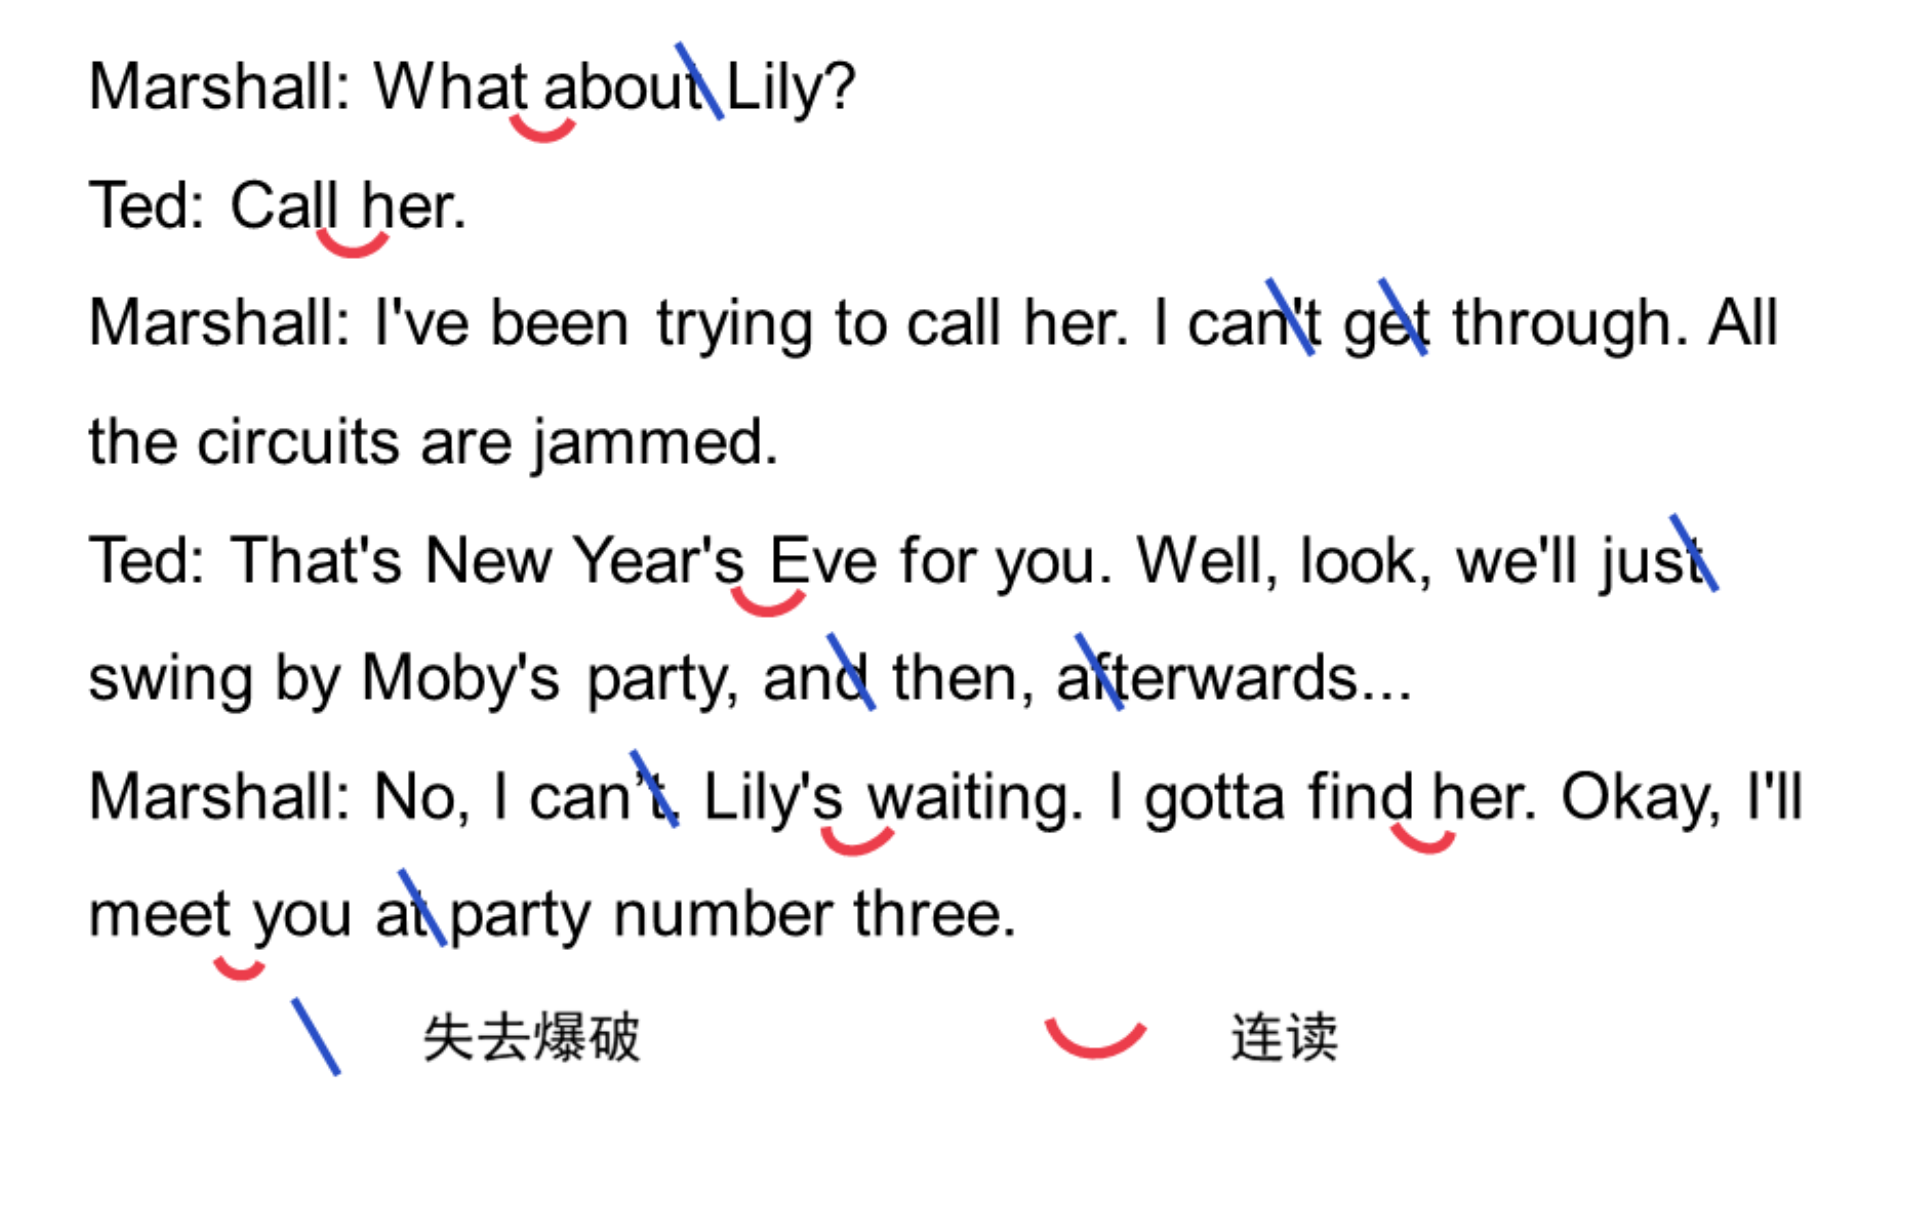 Marshall: What about Lily?
Ted: Call her.
Marshall: I've been trying to call her. I can't get through. All
the circuits are jammed.
Ted: That's New Year's Eve for you. Well, look, we'll just
swing by Moby's party, and then, afterwards...
Marshall: No, I can’t. Lily's waiting. I gotta find her. Okay, I'll
meet you at party number three.
失去爆破 连读